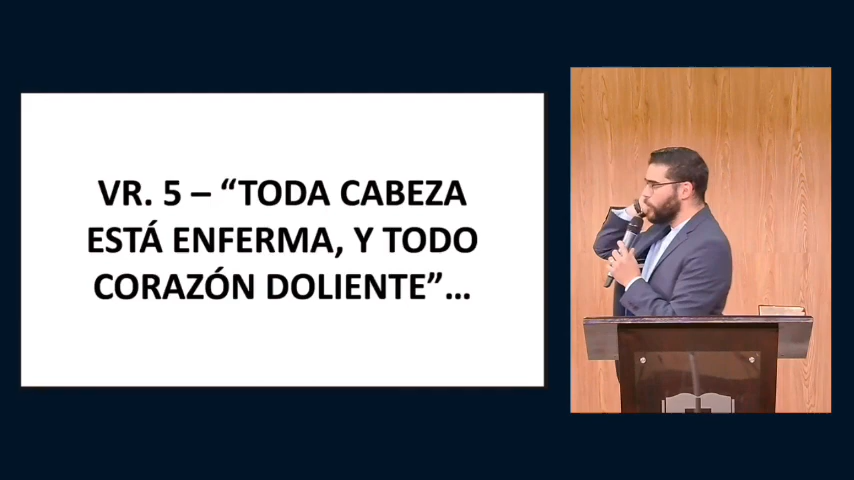 VR. 5 – “TODA CABEZA
ESTÁ ENFERMA, Y TODO
CORAZÓN DOLIENTE”...